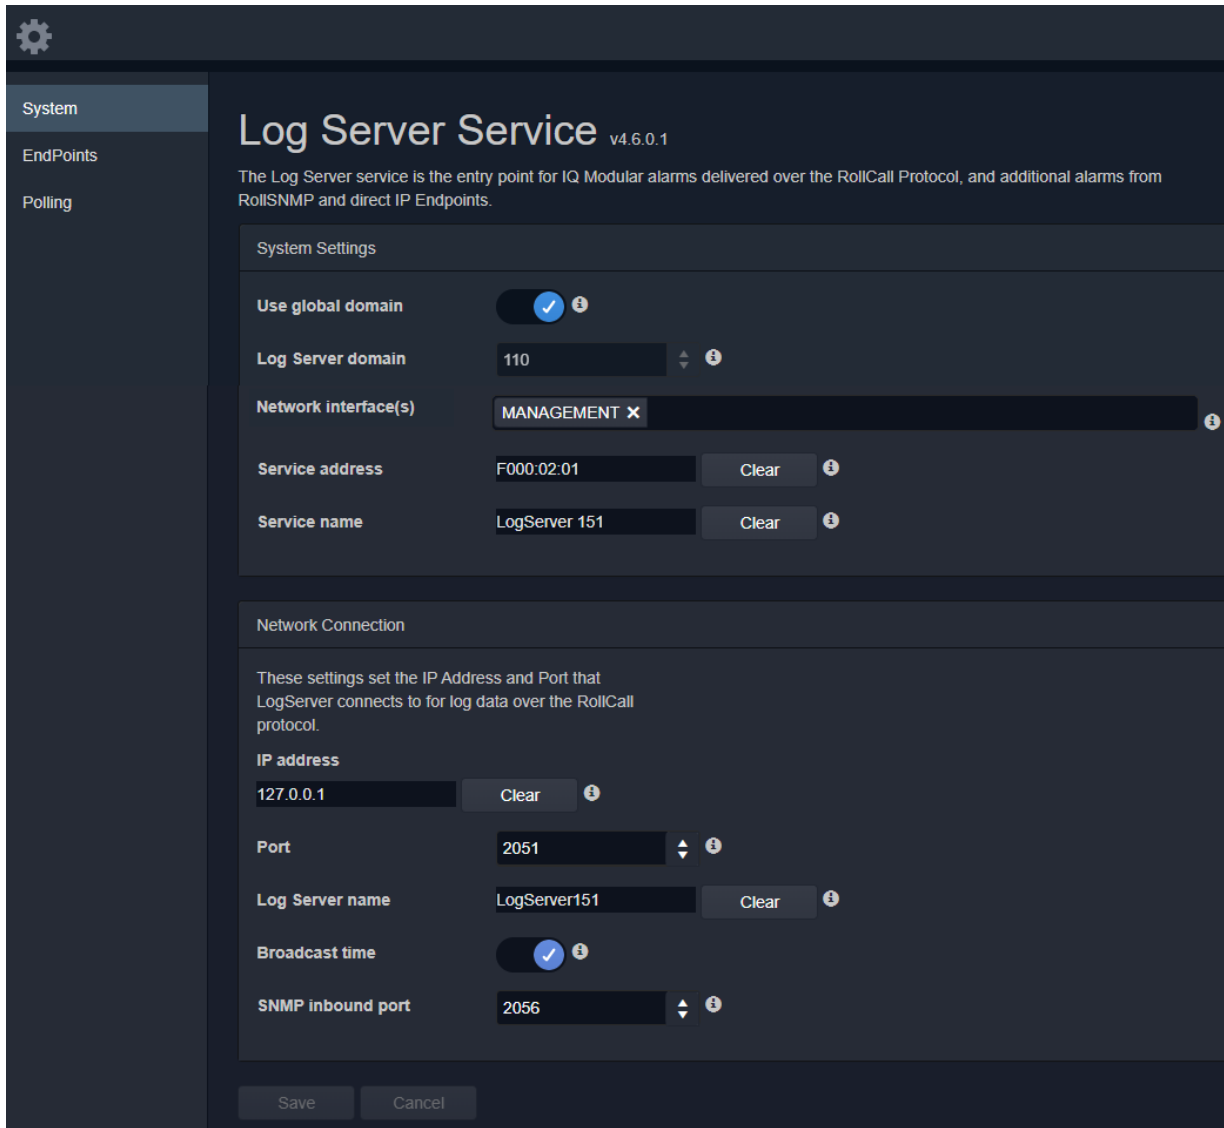 System
EndPoints
Polling
Log Server Service v4.6.0.1
The Log Server service is the entry point for IQ Modular alarms delivered over the RollCall Protocol, and additional alarms from
RollSNMP and direct IP Endpoints.
System Settings
Use global domain
Log Server domain 110
Network interface(s) MANAGEMENT ×
Service address F000:02:01 Clear
Service name LogServer 151 Clear
Network Connection
These settings set the IP Address and Port that
LogServer connects to for log data over the RollCall
protocol.
IP address
127.0.0.1 Clear
Port 2051
Log Server name LogServer151 Clear
Broadcast time
SNMP inbound port 2056
Save Cancel